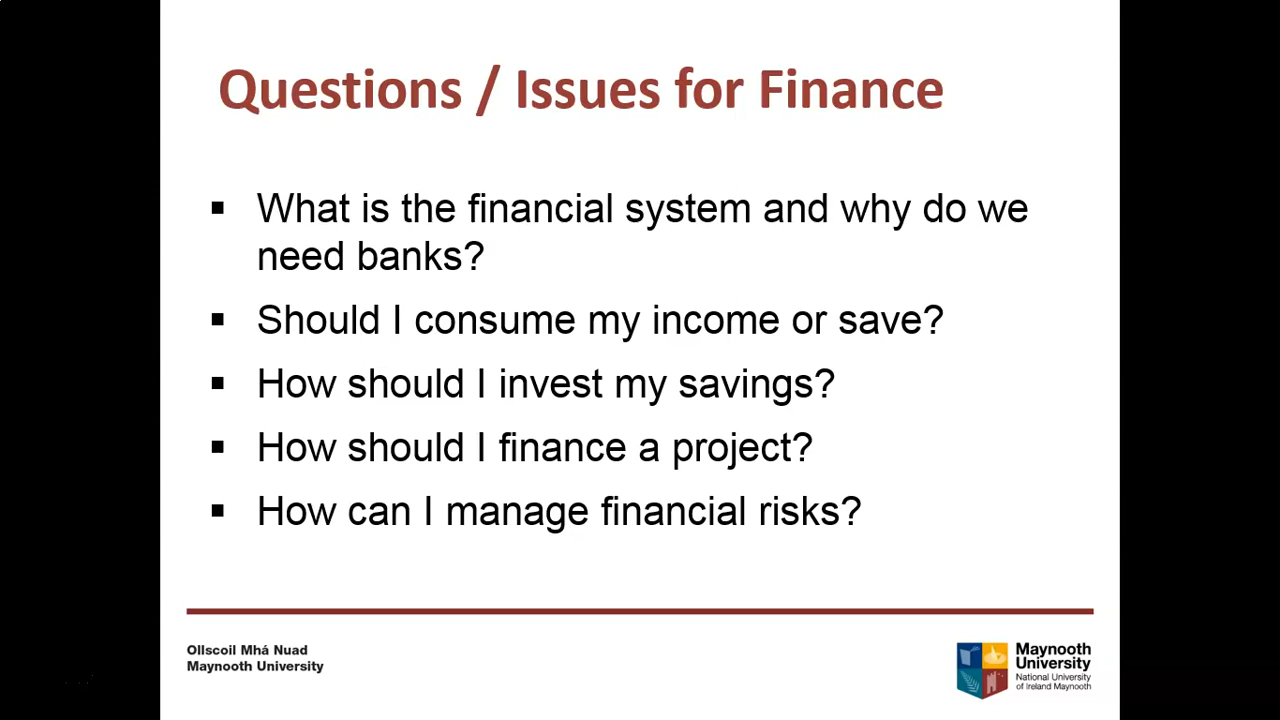 Questions / Issues for Finance
▪ What is the financial system and why do we
need banks?
▪ Should I consume my income or save?
▪ How should I invest my savings?
▪ How should I finance a project?
▪ How can I manage financial risks?
Ollscoil Mhá Nuad
Maynooth University
Maynooth
University
National University
of Ireland Maynooth